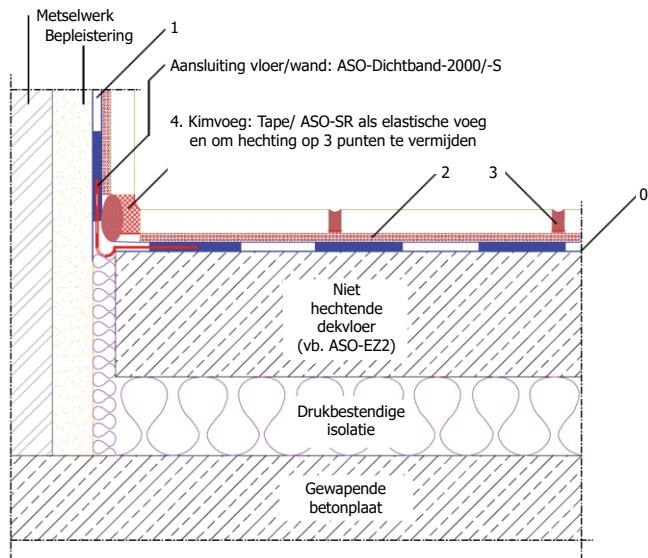 Metselwerk
Bepleistering
1
Aansluiting vloer/wand: ASO-Dichtband-2000/-S
4. Kimvoeg: Tape/ ASO-SR als elastische voeg
en om hechting op 3 punten te vermijden
2
3
0
Niet
hechtende
dekvloer
(vb. ASO-EZ2)
Drukbestendige
isolatie
Gewapende
betonplaat